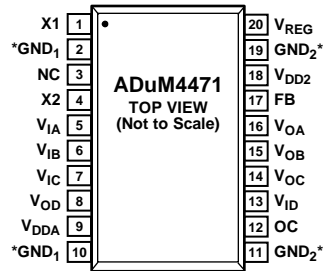 X1 1 20 VREG
*GND1 2 19 GND2*
NC 3 18 VDD2
X2 4 17 FB
VIA 5 16 VOA
VIB 6 15 VOB
VIC 7 14 VOC
VOD 8 13 VID
VDDA 9 12 OC
*GND1 10 11 GND2*
ADuM4471
TOP VIEW
(Not to Scale)